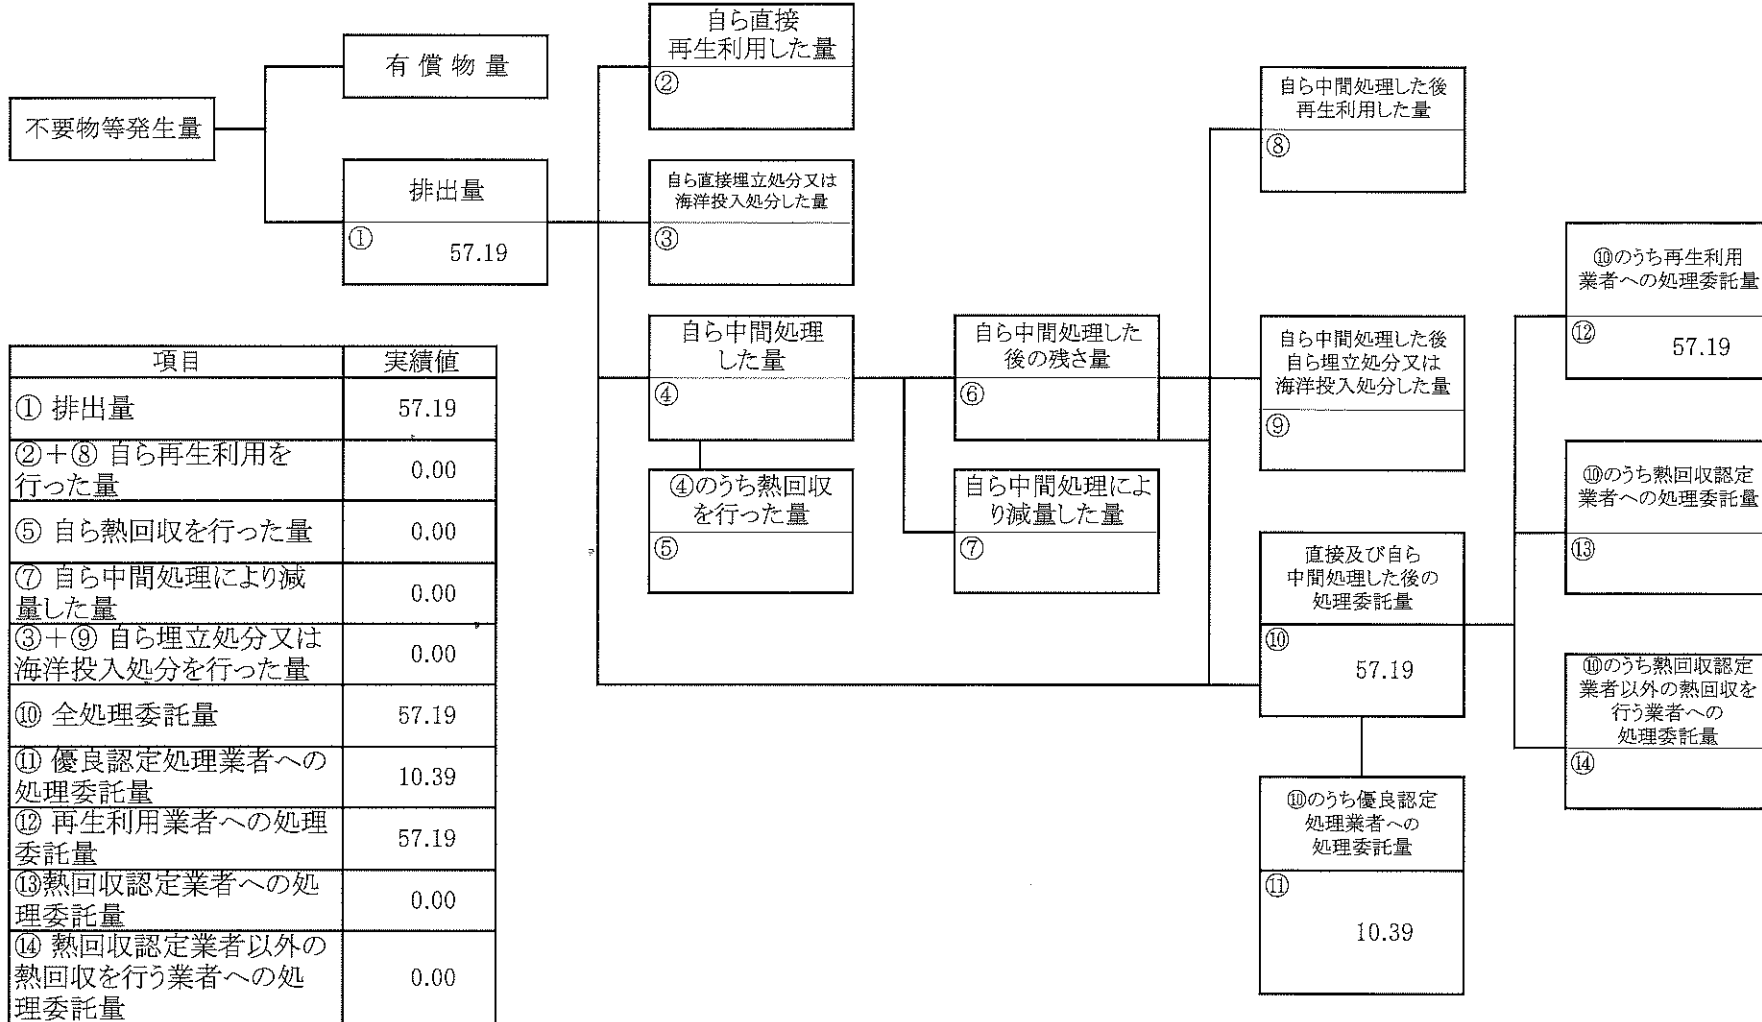 不要物等発生量
有償物量
排出量
①
57.19
自ら直接
再生利用した量
②
自ら直接埋立処分又は
海洋投入処分した量
③
自ら中間処理
した量
④
④のうち熱回収
を行った量
⑤
自ら中間処理した
後の残さ量
⑥
自ら中間処理によ
り減量した量
⑦
自ら中間処理した後
再生利用した量
⑧
自ら中間処理した後
自ら埋立処分又は
海洋投入処分した量
⑨
直接及び自ら
中間処理した後の
処理委託量
⑩
57.19
⑩のうち優良認定
処理業者への
処理委託量
⑪
10.39
⑩のうち再生利用
業者への処理委託量
⑫
57.19
⑩のうち熱回収認定
業者への処理委託量
⑬
⑩のうち熱回収認定
業者以外の熱回収を
行う業者への
処理委託量
⑭
項目 実績値
① 排出量 57.19
②+⑧ 自ら再生利用を
行った量 0.00
⑤ 自ら熱回収を行った量 0.00
⑦ 自ら中間処理により減
量した量 0.00
③+⑨ 自ら埋立処分又は
海洋投入処分を行った量 0.00
⑩ 全処理委託量 57.19
⑪ 優良認定処理業者への
処理委託量 10.39
⑫ 再生利用業者への処理
委託量 57.19
⑬熱回収認定業者への処
理委託量 0.00
⑭ 熱回収認定業者以外の
熱回収を行う業者への処
理委託量 0.00